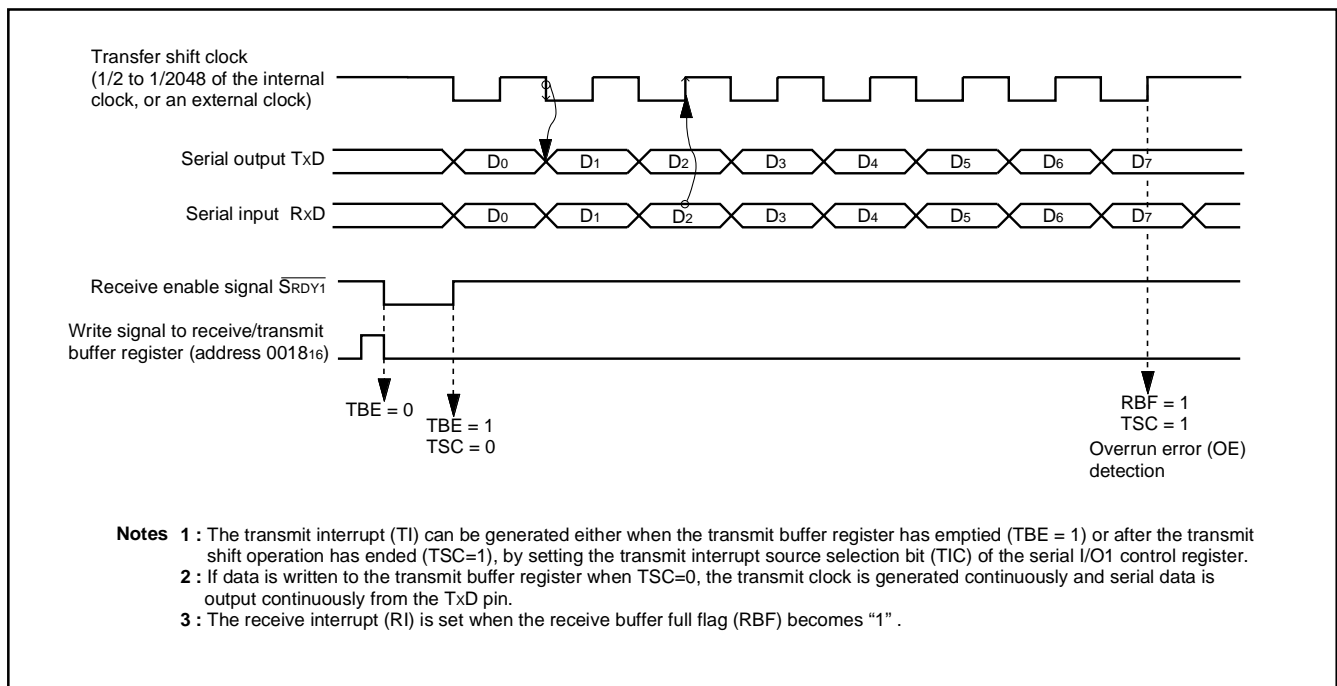 Transfer shift clock
(1/2 to 1/2048 of the internal
clock, or an external clock)
Serial output TxD
D0 D1 D2 D3 D4 D5 D6 D7
Serial input RxD
D0 D1 D2 D3 D4 D5 D6 D7
Receive enable signal SRDY1
Write signal to receive/transmit
buffer register (address 001816)
TBE = 0
TBE = 1
TSC = 0
RBF = 1
TSC = 1
Overrun error (OE)
detection
Notes 1 : The transmit interrupt (TI) can be generated either when the transmit buffer register has emptied (TBE = 1) or after the transmit
shift operation has ended (TSC=1), by setting the transmit interrupt source selection bit (TIC) of the serial I/O1 control register.
2 : If data is written to the transmit buffer register when TSC=0, the transmit clock is generated continuously and serial data is
output continuously from the TxD pin.
3 : The receive interrupt (RI) is set when the receive buffer full flag (RBF) becomes “1” .